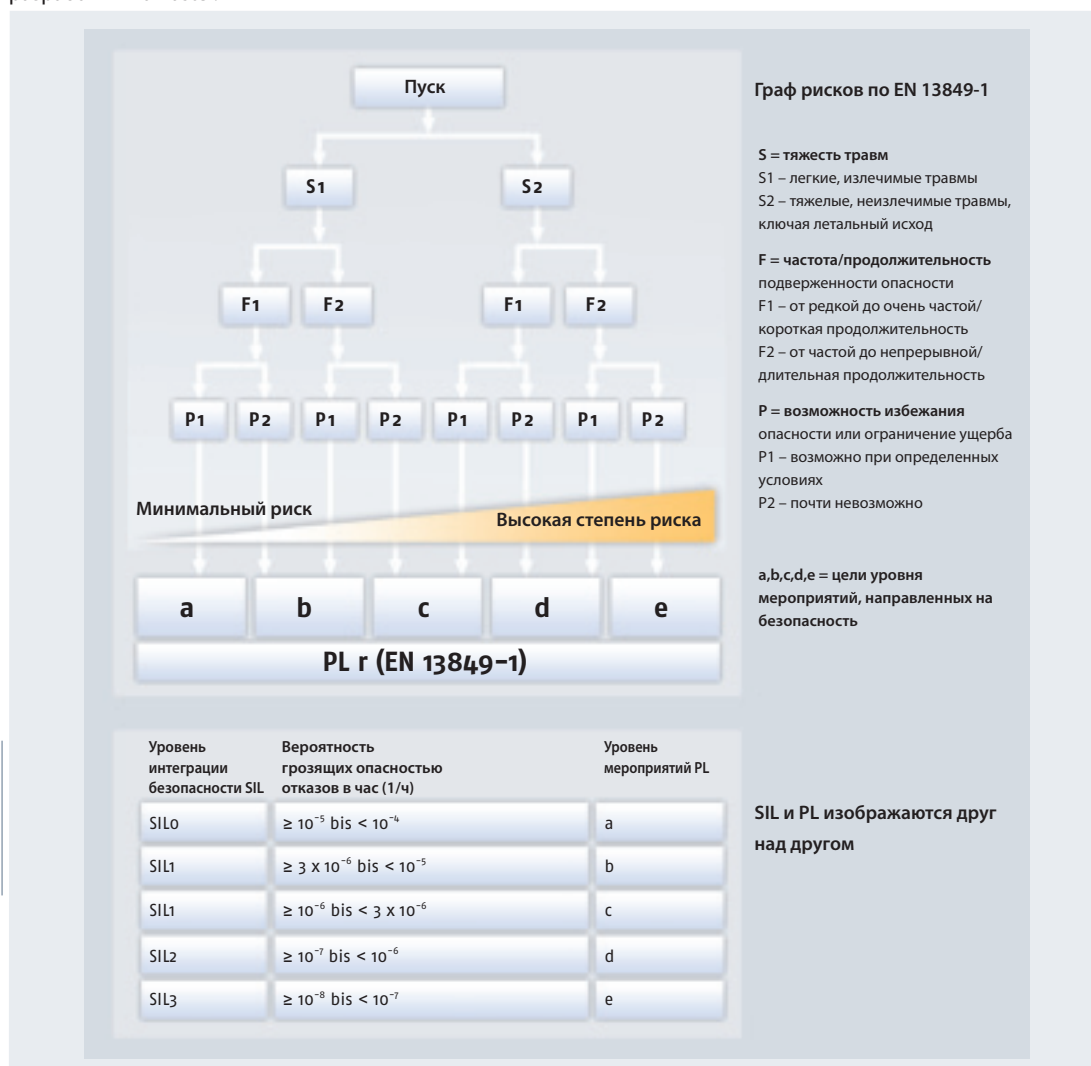 Пуск
S1 S2
F1 F2 F1 F2
P1 P2 P1 P2 P1 P2 P1 P2
Минимальный риск
Высокая степень риска
a b c d e
PL r (EN 13849-1)
Граф рисков по EN 13849-1
S = тяжесть травм
S1 – легкие, излечимые травмы
S2 – тяжелые, неизлечимые травмы,
ключая летальный исход
F = частота/продолжительность
подверженности опасности
F1 – от редкой до очень частой/
короткая продолжительность
F2 – от частой до непрерывной/
длительная продолжительность
P = возможность избежания
опасности или ограничение ущерба
P1 – возможно при определенных
условиях
P2 – почти невозможно
a,b,c,d,e = цели уровня
мероприятий, направленных на
безопасность
Уровень
интеграции
безопасности SIL
Вероятность
грозящих опасностью
отказов в час (1/ч)
Уровень
мероприятий PL
SIL0 ≥ 10⁻⁵ bis < 10⁻⁴ a
SIL1 ≥ 3 x 10⁻⁶ bis < 10⁻⁵ b
SIL1 ≥ 10⁻⁶ bis < 3 x 10⁻⁶ c
SIL2 ≥ 10⁻⁷ bis < 10⁻⁶ d
SIL3 ≥ 10⁻⁸ bis < 10⁻⁷ e
SIL и PL изображаются друг
над другом